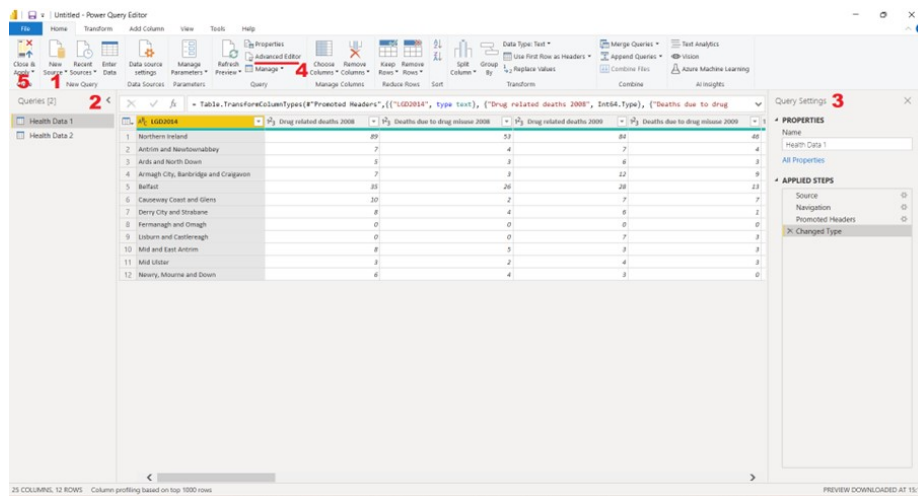 Untitled - Power Query Editor
File Home Transform Add Column View Tools Help
Close & Apply
New Source
Recent Sources
Enter Data
New Query
Data source settings
Data Sources
Manage Parameters
Parameters
Refresh Preview
Properties
Advanced Editor
Manage
Query
Choose Columns
Remove Columns
Manage Columns
Keep Rows
Remove Rows
Reduce Rows
Sort
Split Column
Group By
Data Type: Text
Use First Row as Headers
Replace Values
Transform
Merge Queries
Append Queries
Combine Files
Combine
Text Analytics
Vision
Azure Machine Learning
AI Insights
5 1 4
Queries [2] 2
Health Data 1
Health Data 2
= Table.TransformColumnTypes(#"Promoted Headers",{{"LGD2014", type text}, {"Drug related deaths 2008", Int64.Type}, {"Deaths due to drug
LGD2014 Drug related deaths 2008 Deaths due to drug misuse 2008 Drug related deaths 2009 Deaths due to drug misuse 2009
1 Northern Ireland 89 53 84 48
2 Antrim and Newtownabbey 7 4 7 4
3 Ards and North Down 5 3 6 3
4 Armagh City, Banbridge and Craigavon 7 3 12 9
5 Belfast 35 26 28 13
6 Causeway Coast and Glens 10 2 7 7
7 Derry City and Strabane 8 4 6 1
8 Fermanagh and Omagh 0 0 0 0
9 Lisburn and Castlereagh 0 0 7 3
10 Mid and East Antrim 8 5 3 3
11 Mid Ulster 3 2 4 3
12 Newry, Mourne and Down 6 4 3 0
Query Settings 3
PROPERTIES
Name
Health Data 1
All Properties
APPLIED STEPS
Source
Navigation
Promoted Headers
Changed Type
25 COLUMNS, 12 ROWS Column profiling based on top 1000 rows
PREVIEW DOWNLOADED AT 15: